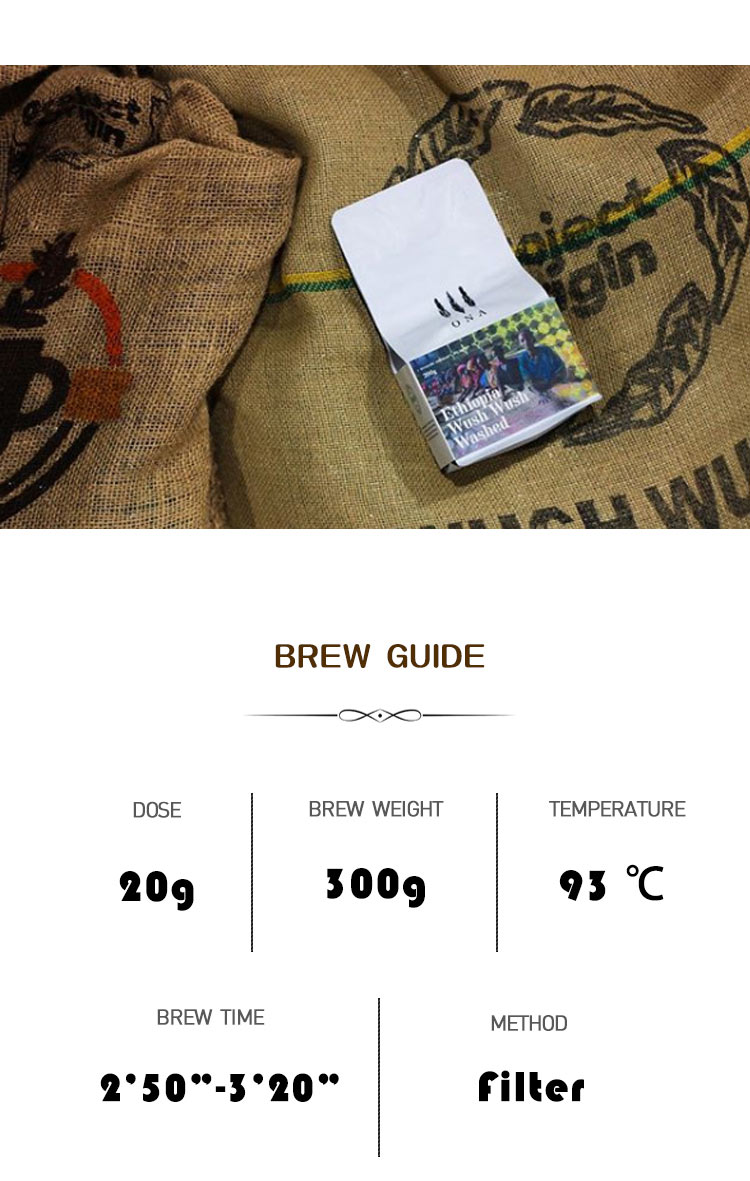 Project
Origin
Project
Origin
ONA
200g
Ethiopia
Wush Wush
Washed
WUSH WU
BREW GUIDE
DOSE
BREW WEIGHT
TEMPERATURE
20g
300g
93 ℃
BREW TIME
METHOD
2'50"-3'20"
Filter